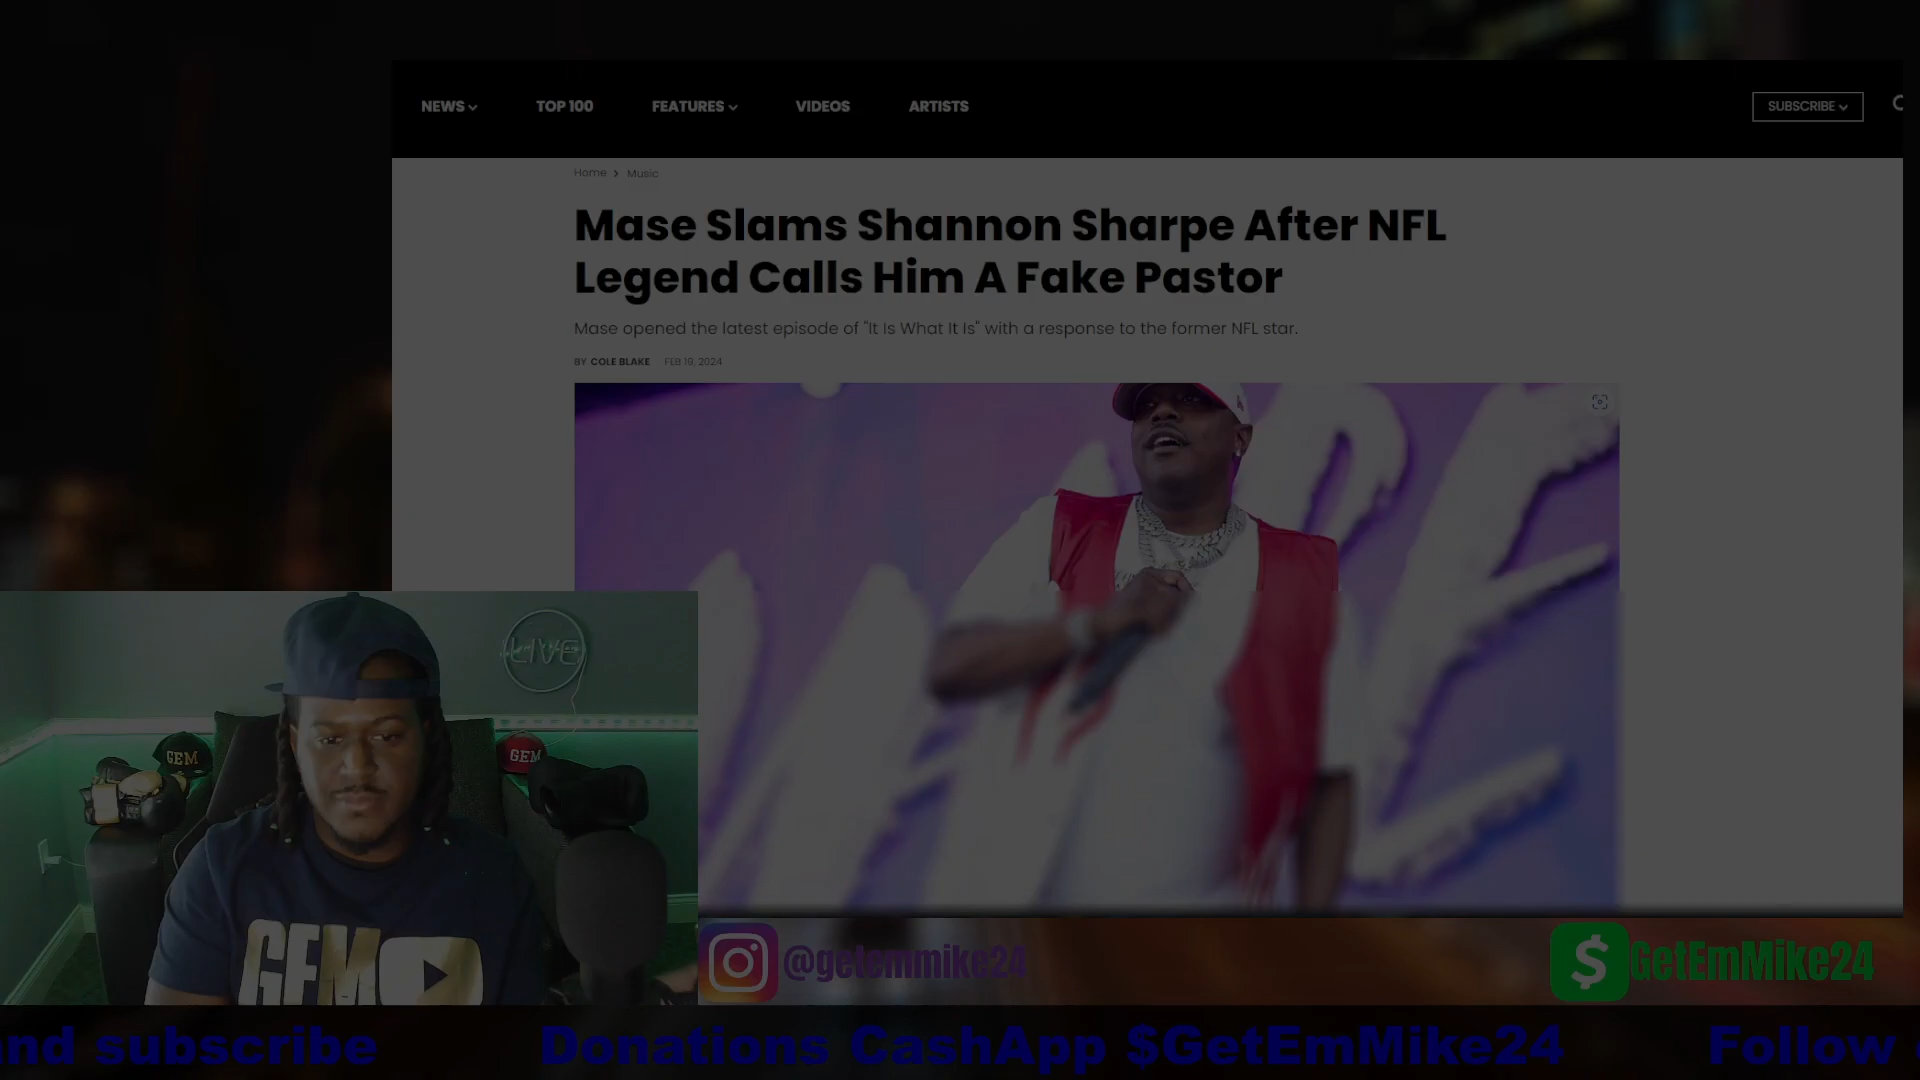 NEWS TOP 100 FEATURES VIDEOS ARTISTS SUBSCRIBE
Home > Music
Mase Slams Shannon Sharpe After NFL
Legend Calls Him A Fake Pastor
Mase opened the latest episode of "It Is What It Is" with a response to the former NFL star.
BY COLE BLAKE FEB 19, 2024
LIVE
GEM
GEM
GEM
@getemmike24
$GetEmMike24
and subscribe Donations CashApp $GetEmMike24 Follow